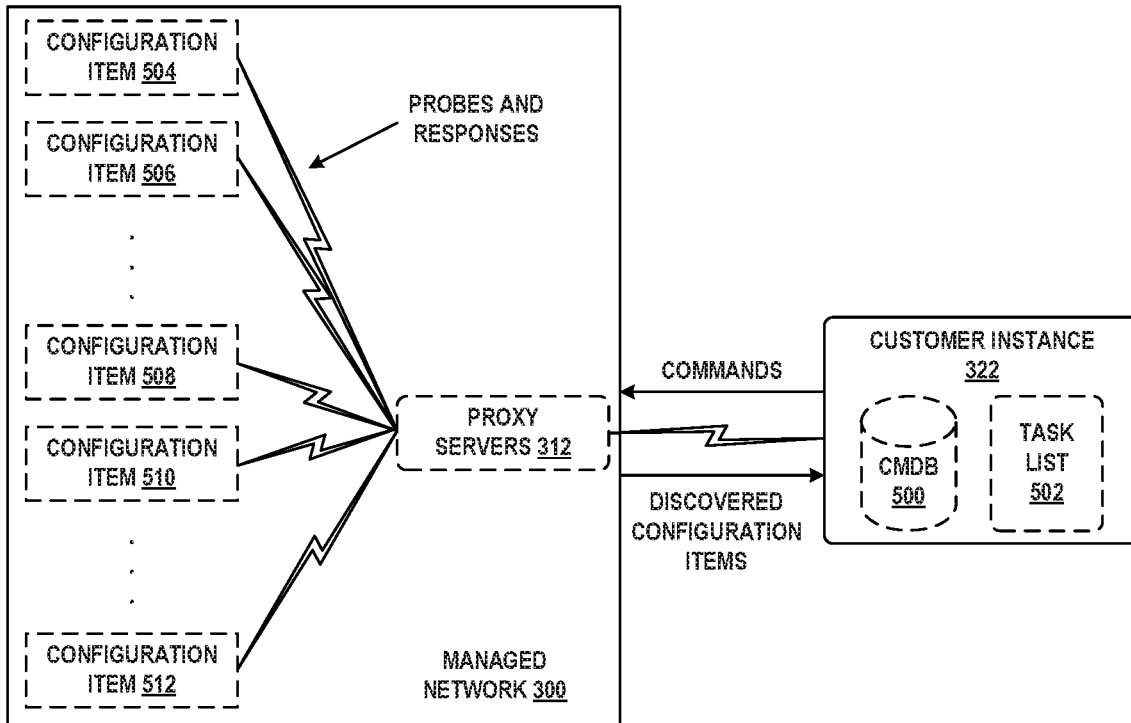 CONFIGURATION
ITEM 504
PROBES AND
RESPONSES
CONFIGURATION
ITEM 506
CONFIGURATION
ITEM 508
CONFIGURATION
ITEM 510
CONFIGURATION
ITEM 512
PROXY
SERVERS 312
MANAGED
NETWORK 300
COMMANDS
DISCOVERED
CONFIGURATION
ITEMS
CUSTOMER INSTANCE
322
CMDB
500
TASK
LIST
502